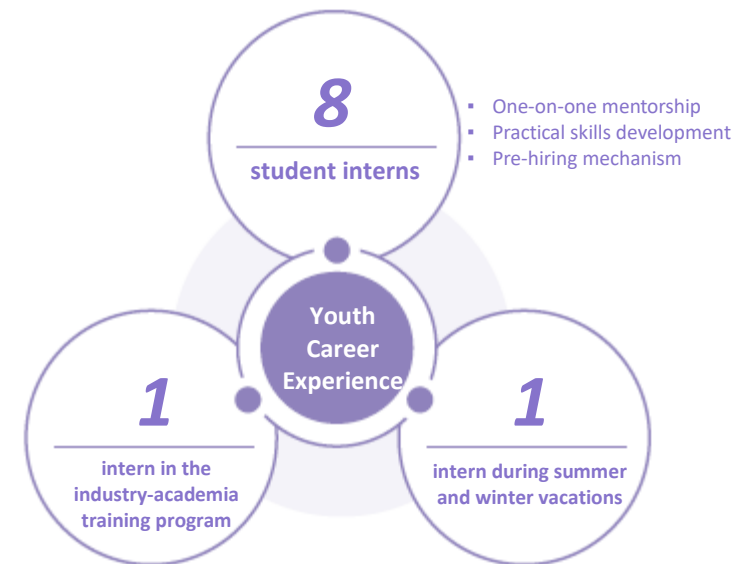 8
student interns
▪ One-on-one mentorship
▪ Practical skills development
▪ Pre-hiring mechanism
Youth
Career
Experience
1
intern in the
industry-academia
training program
1
intern during summer
and winter vacations